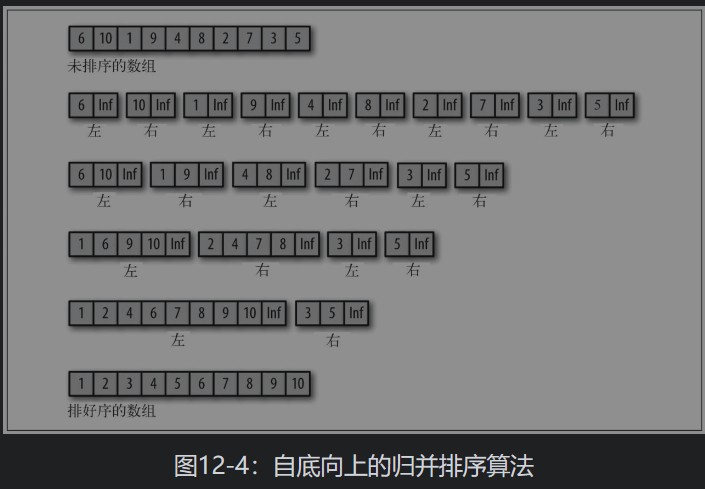 6 10 1 9 4 8 2 7 3 5
未排序的数组
6 Inf 10 Inf 1 Inf 9 Inf 4 Inf 8 Inf 2 Inf 7 Inf 3 Inf 5 Inf
左 右 左 右 左 右 左 右 左 右
6 10 Inf 1 9 Inf 4 8 Inf 2 7 Inf 3 Inf 5 Inf
左 右 左 右 左 右
1 6 9 10 Inf 2 4 7 8 Inf 3 Inf 5 Inf
左 右 左 右
1 2 4 6 7 8 9 10 Inf 3 5 Inf
左 右
1 2 3 4 5 6 7 8 9 10
排好序的数组
图12-4：自底向上的归并排序算法